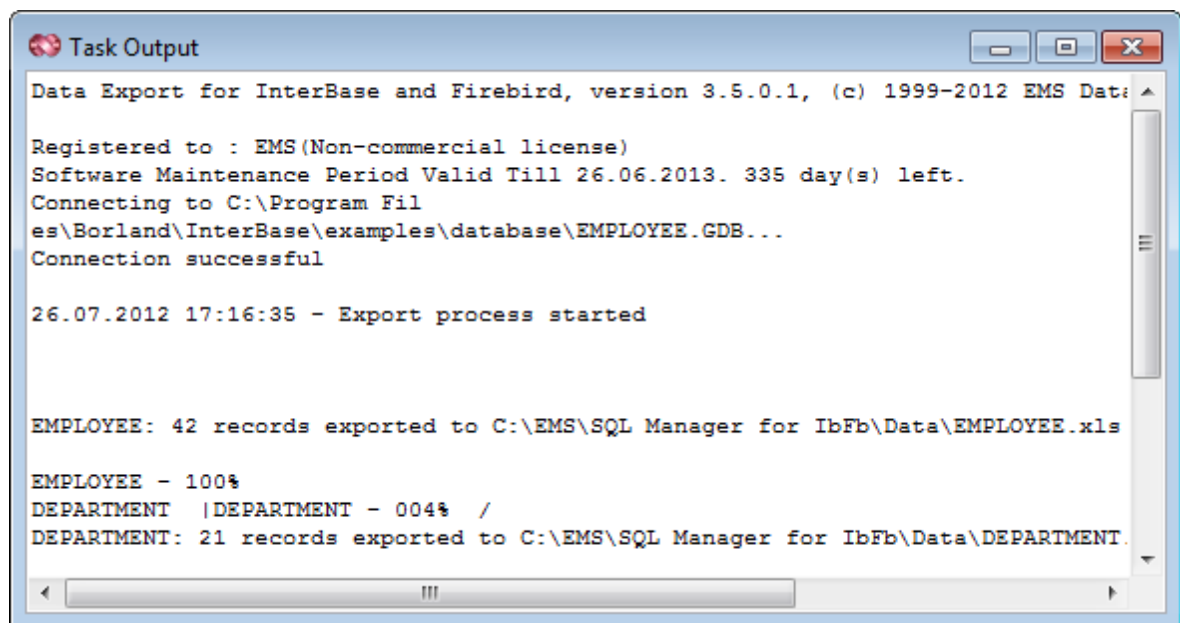 Task Output
Data Export for InterBase and Firebird, version 3.5.0.1, (c) 1999-2012 EMS Data
Registered to : EMS(Non-commercial license)
Software Maintenance Period Valid Till 26.06.2013. 335 day(s) left.
Connecting to C:\Program Fil
es\Borland\InterBase\examples\database\EMPLOYEE.GDB...
Connection successful
26.07.2012 17:16:35 - Export process started
EMPLOYEE: 42 records exported to C:\EMS\SQL Manager for IbFb\Data\EMPLOYEE.xls
EMPLOYEE - 100%
DEPARTMENT  |DEPARTMENT - 004%  /
DEPARTMENT: 21 records exported to C:\EMS\SQL Manager for IbFb\Data\DEPARTMENT.